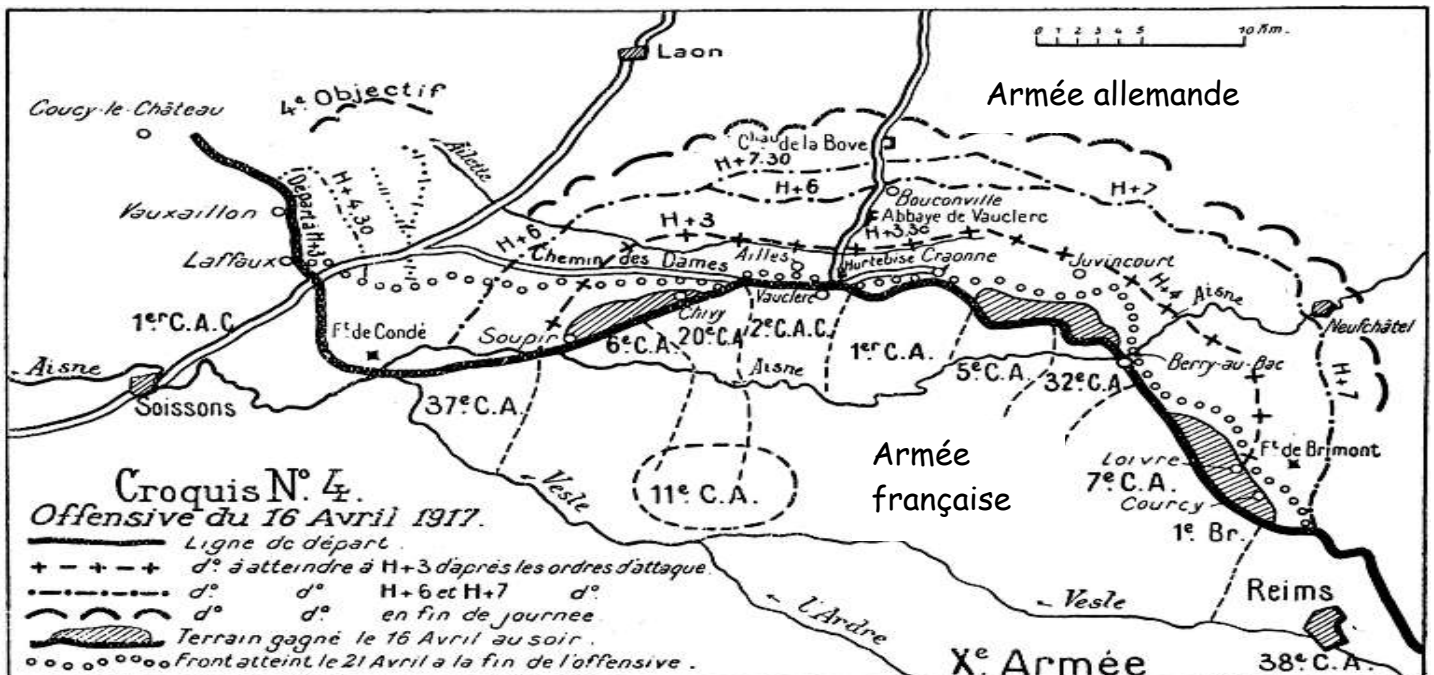 0 1 2 3 4 5 10 Km.
Laon
Armée allemande
Coucy-le-Château
4e Objectif
Chau de la Bove
Ailette
H+7.30
H+6
H+7
Départ à H+3
H+4.30
Bouconville
Vauxaillon
Abbaye de Vauclerc
H+3
H+3.30
H+6
Laffaux
Chemin des Dames
Ailles
Hurtebise
Craonne
Juvincourt
H+4
Aisne
Vauclerc
1er C.A.C
Ft de Condé
Chivy
Soupir
6e C.A.
20e C.A
2e C.A.C.
1er C.A.
Neufchâtel
Aisne
Aisne
5e C.A.
32e C.A
Berry-au-Bac
H+7
Soissons
37e C.A.
Armée
française
Loivre
Ft de Brimont
7e C.A.
Courcy
11e C.A.
Vesle
1e Br.
Croquis No 4.
Offensive du 16 Avril 1917.
Ligne de départ.
do à atteindre à H+3 d'après les ordres d'attaque.
do do H+6 et H+7 do
do do en fin de journee
Terrain gagné le 16 Avril au soir.
Front atteint le 21 Avril a la fin de l'offensive.
Reims
Vesle
l'Ardre
Xe Armée
38e C.A.